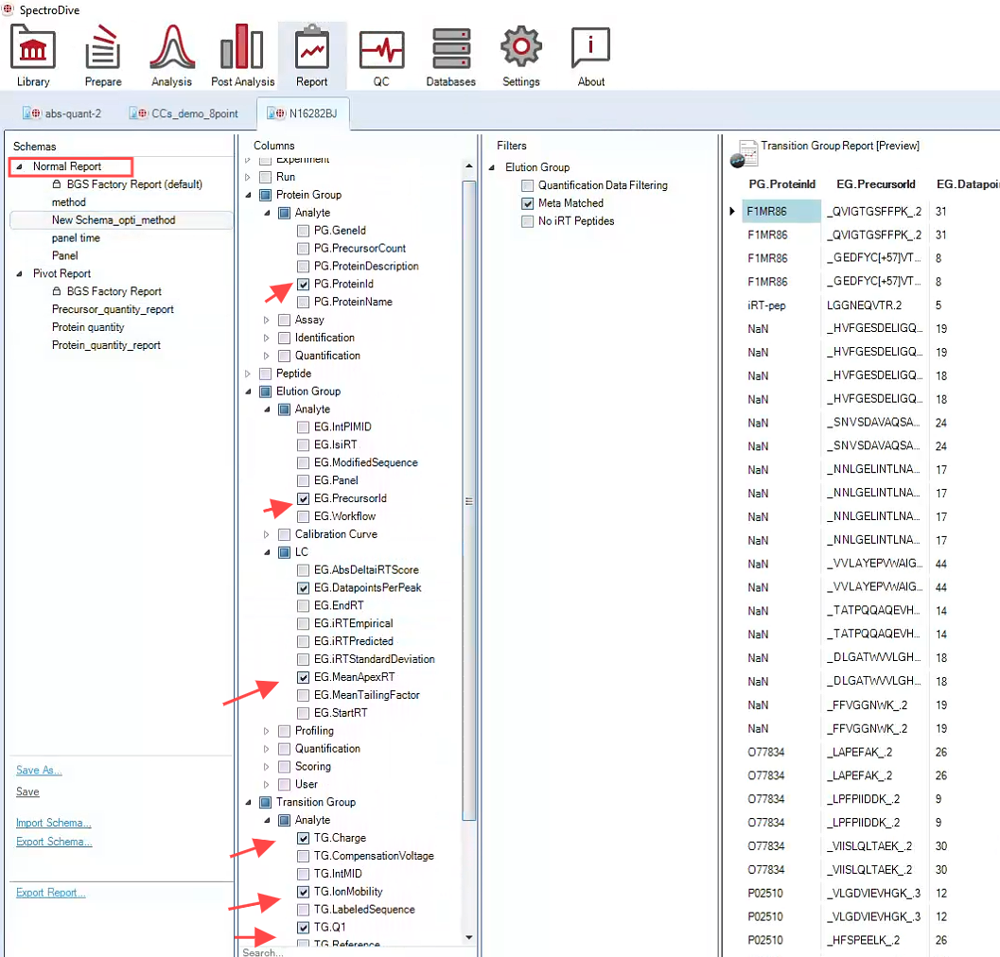 SpectroDive
Library
Prepare
Analysis
Post Analysis
Report
QC
Databases
Settings
About
abs-quant-2
CCs_demo_8point
N16282BJ
Schemas
Normal Report
BGS Factory Report (default)
method
New Schema_opti_method
panel time
Panel
Pivot Report
BGS Factory Report
Precursor_quantity_report
Protein quantity
Protein_quantity_report
Save As...
Save
Import Schema...
Export Schema...
Export Report...
Columns
Experiment
Run
Protein Group
Analyte
PG.GeneId
PG.PrecursorCount
PG.ProteinDescription
PG.ProteinId
PG.ProteinName
Assay
Identification
Quantification
Peptide
Elution Group
Analyte
EG.IntPIMID
EG.IsiRT
EG.ModifiedSequence
EG.Panel
EG.PrecursorId
EG.Workflow
Calibration Curve
LC
EG.AbsDeltaiRTScore
EG.DatapointsPerPeak
EG.EndRT
EG.iRTEmpirical
EG.iRTPredicted
EG.iRTStandardDeviation
EG.MeanApexRT
EG.MeanTailingFactor
EG.StartRT
Profiling
Quantification
Scoring
User
Transition Group
Analyte
TG.Charge
TG.CompensationVoltage
TG.IntMID
TG.IonMobility
TG.LabeledSequence
TG.Q1
TG.Reference
Search...
Filters
Elution Group
Quantification Data Filtering
Meta Matched
No iRT Peptides
Transition Group Report [Preview]
PG.ProteinId EG.PrecursorId EG.Datapoi
F1MR86 _QVIGTGSFFPK_.2 31
F1MR86 _QVIGTGSFFPK_.2 31
F1MR86 _GEDFYC[+57]VT... 8
F1MR86 _GEDFYC[+57]VT... 8
iRT-pep LGGNEQVTR.2 5
NaN _HVFGESDELIGQ... 19
NaN _HVFGESDELIGQ... 19
NaN _HVFGESDELIGQ... 18
NaN _HVFGESDELIGQ... 18
NaN _SNVSDAVAQSA... 24
NaN _SNVSDAVAQSA... 24
NaN _NNLGELINTLNA... 17
NaN _NNLGELINTLNA... 17
NaN _NNLGELINTLNA... 17
NaN _NNLGELINTLNA... 17
NaN _VVLAYEPVWAIG... 44
NaN _VVLAYEPVWAIG... 44
NaN _TATPQQAQEVH... 14
NaN _TATPQQAQEVH... 14
NaN _DLGATWVVLGH... 18
NaN _DLGATWVVLGH... 18
NaN _FFVGGNWK_.2 19
NaN _FFVGGNWK_.2 19
O77834 _LAPEFAK_.2 26
O77834 _LAPEFAK_.2 26
O77834 _LPFPIIDDK_.2 9
O77834 _LPFPIIDDK_.2 9
O77834 _VIISLQLTAEK_.2 30
O77834 _VIISLQLTAEK_.2 30
P02510 _VLGDVIEVHGK_.3 12
P02510 _VLGDVIEVHGK_.3 12
P02510 _HFSPEELK_.2 26